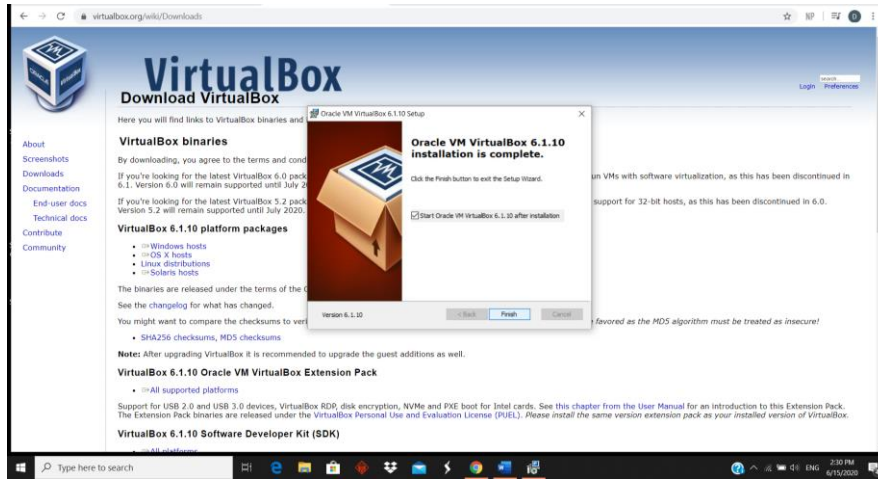 virtualbox.org/wiki/Downloads
NP
VirtualBox
search
Login Preferences
Download VirtualBox
Here you will find links to VirtualBox binaries and
About
Screenshots
Downloads
Documentation
End-user docs
Technical docs
Contribute
Community
VirtualBox binaries
By downloading, you agree to the terms and cond
If you're looking for the latest VirtualBox 6.0 pack
un VMs with software virtualization, as this has been discontinued in
6.1. Version 6.0 will remain supported until July 2
If you're looking for the latest VirtualBox 5.2 pack
support for 32-bit hosts, as this has been discontinued in 6.0.
Version 5.2 will remain supported until July 2020.
VirtualBox 6.1.10 platform packages
Windows hosts
OS X hosts
Linux distributions
Solaris hosts
The binaries are released under the terms of the
See the changelog for what has changed.
You might want to compare the checksums to veri
favored as the MD5 algorithm must be treated as insecure!
SHA256 checksums, MD5 checksums
Note: After upgrading VirtualBox it is recommended to upgrade the guest additions as well.
VirtualBox 6.1.10 Oracle VM VirtualBox Extension Pack
All supported platforms
Support for USB 2.0 and USB 3.0 devices, VirtualBox RDP, disk encryption, NVMe and PXE boot for Intel cards. See this chapter from the User Manual for an introduction to this Extension Pack.
The Extension Pack binaries are released under the VirtualBox Personal Use and Evaluation License (PUEL). Please install the same version extension pack as your installed version of VirtualBox.
VirtualBox 6.1.10 Software Developer Kit (SDK)
All platforms
Oracle VM VirtualBox 6.1.10 Setup
Oracle VM VirtualBox 6.1.10
installation is complete.
Click the Finish button to exit the Setup Wizard.
Start Oracle VM VirtualBox 6.1.10 after installation
Version 6.1.10
< Back
Finish
Cancel
Type here to search
ENG
2:30 PM
6/15/2020